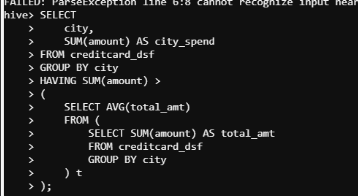 FAILED: ParseException line 6:8 cannot recognize input near
hive> SELECT
    >     city,
    >     SUM(amount) AS city_spend
    > FROM creditcard_dsf
    > GROUP BY city
    > HAVING SUM(amount) >
    > (
    >     SELECT AVG(total_amt)
    >     FROM (
    >         SELECT SUM(amount) AS total_amt
    >         FROM creditcard_dsf
    >         GROUP BY city
    >     ) t
    > );